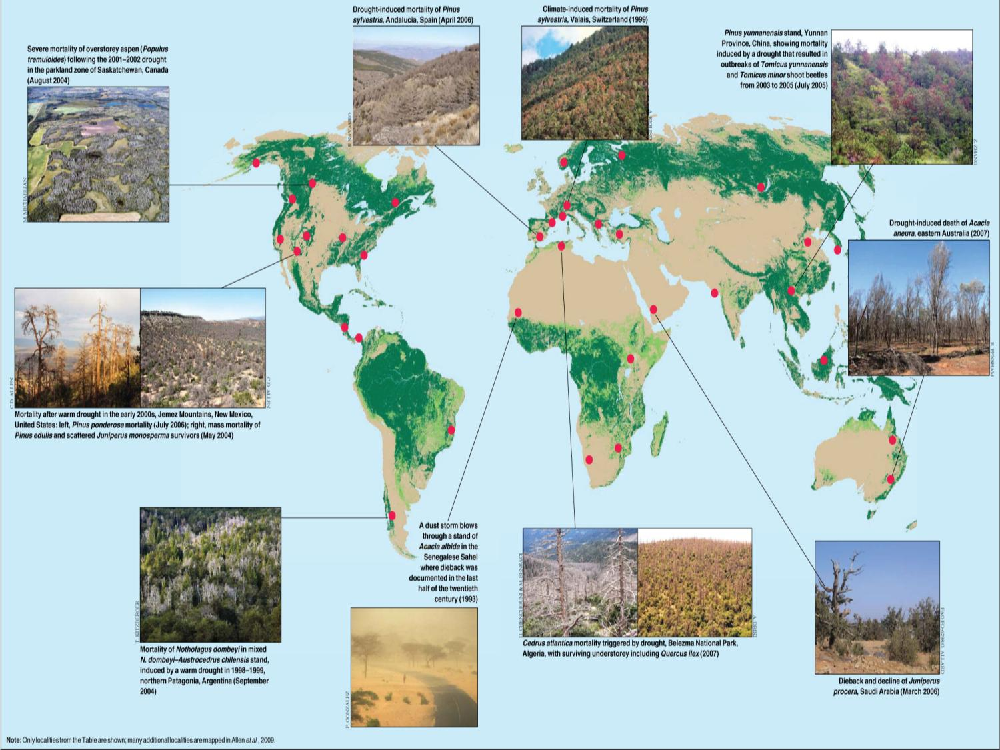 Drought-induced mortality of Pinus
sylvestris, Andalucia, Spain (April 2006)
R. NAVARRO
Climate-induced mortality of Pinus
sylvestris, Valais, Switzerland (1999)
A. RIGLING
Pinus yunnanensis stand, Yunnan
Province, China, showing mortality
induced by a drought that resulted in
outbreaks of Tomicus yunnanensis
and Tomicus minor shoot beetles
from 2003 to 2005 (July 2005)
Z. ZHANG
Severe mortality of overstorey aspen (Populus
tremuloides) following the 2001–2002 drought
in the parkland zone of Saskatchewan, Canada
(August 2004)
M. MICHAELIAN
Drought-induced death of Acacia
aneura, eastern Australia (2007)
R. FENSHAM
C.D. ALLEN
C.D. ALLEN
Mortality after warm drought in the early 2000s, Jemez Mountains, New Mexico,
United States: left, Pinus ponderosa mortality (July 2006); right, mass mortality of
Pinus edulis and scattered Juniperus monosperma survivors (May 2004)
T. KITZBERGER
Mortality of Nothofagus dombeyi in mixed
N. dombeyi–Austrocedrus chilensis stand,
induced by a warm drought in 1998–1999,
northern Patagonia, Argentina (September
2004)
A dust storm blows
through a stand of
Acacia albida in the
Senegalese Sahel
where dieback was
documented in the last
half of the twentieth
century (1993)
P. GONZALEZ
H. CHENCHOUNI & M. BENSACI
A. BRIKI
Cedrus atlantica mortality triggered by drought, Belezma National Park,
Algeria, with surviving understorey including Quercus ilex (2007)
G. ALLARD
Dieback and decline of Juniperus
procera, Saudi Arabia (March 2006)
Note: Only localities from the Table are shown; many additional localities are mapped in Allen et al., 2009.